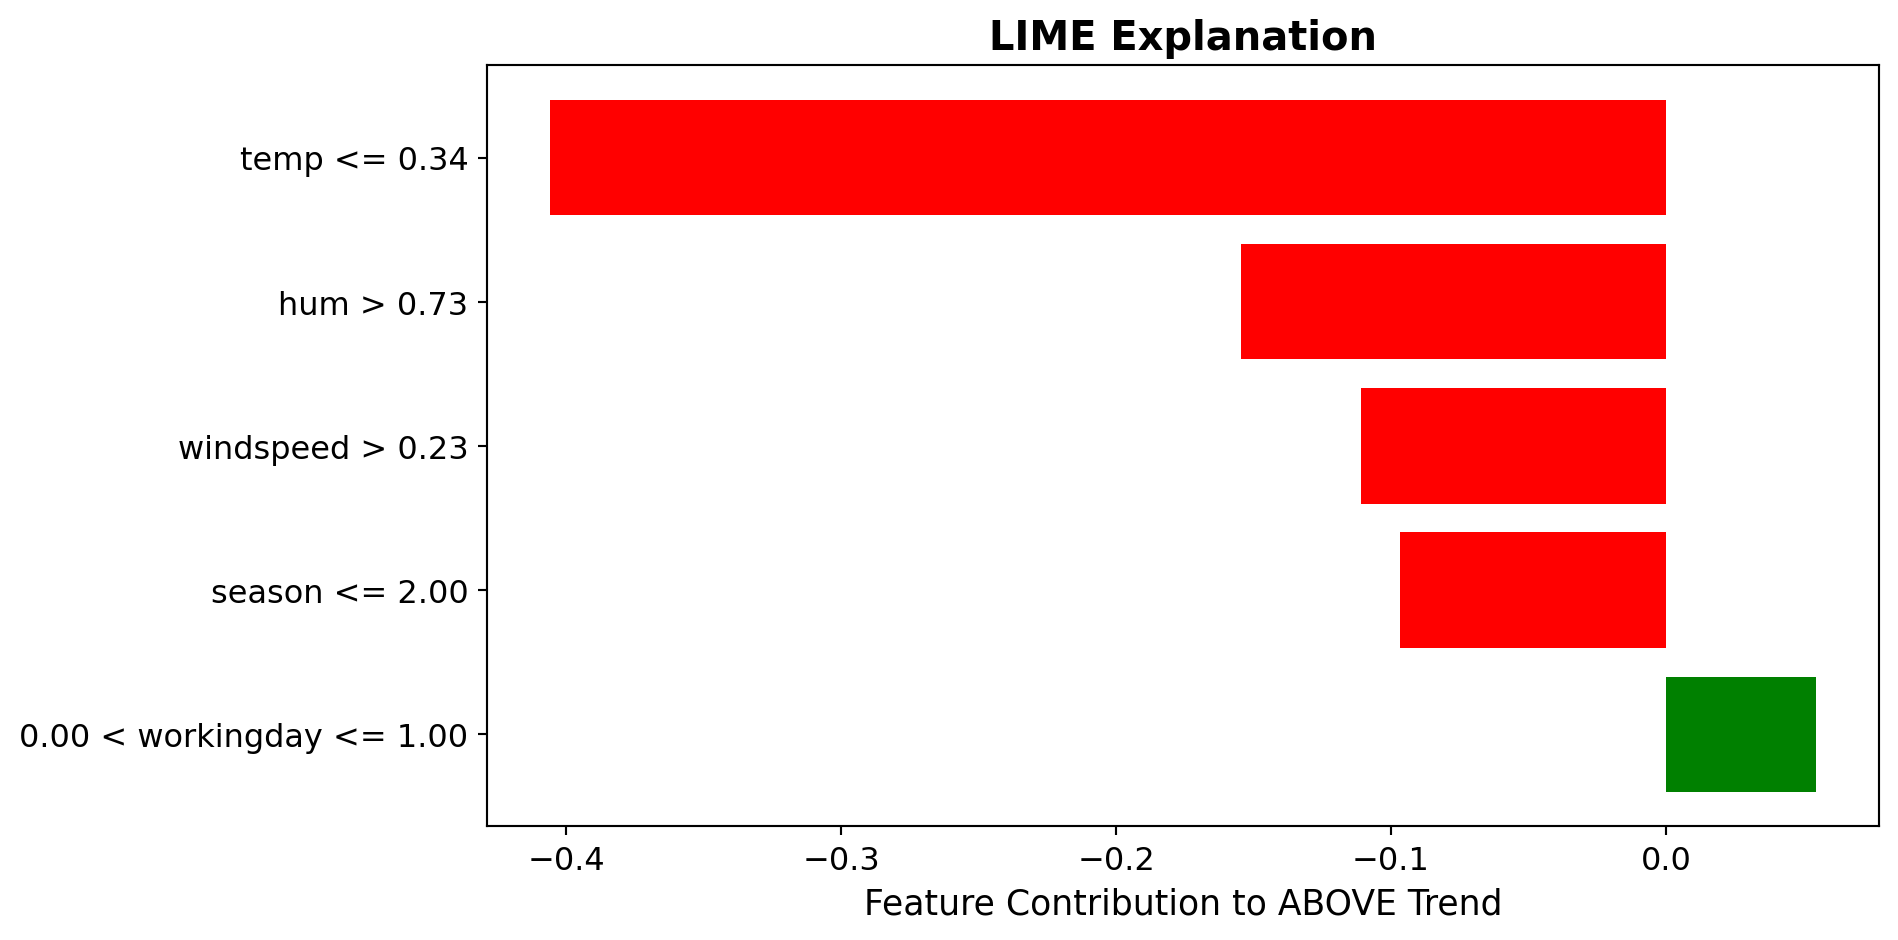 LIME Explanation
temp <= 0.34
hum > 0.73
windspeed > 0.23
season <= 2.00
0.00 < workingday <= 1.00
−0.4 −0.3 −0.2 −0.1 0.0
Feature Contribution to ABOVE Trend